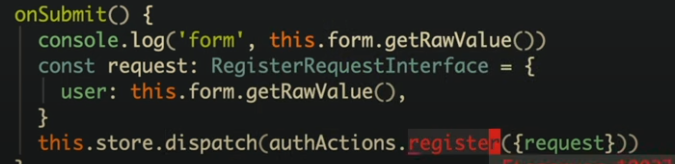 onSubmit() {
console.log('form', this.form.getRawValue())
const request: RegisterRequestInterface = {
user: this.form.getRawValue(),
}
this.store.dispatch(authActions.register({request}))